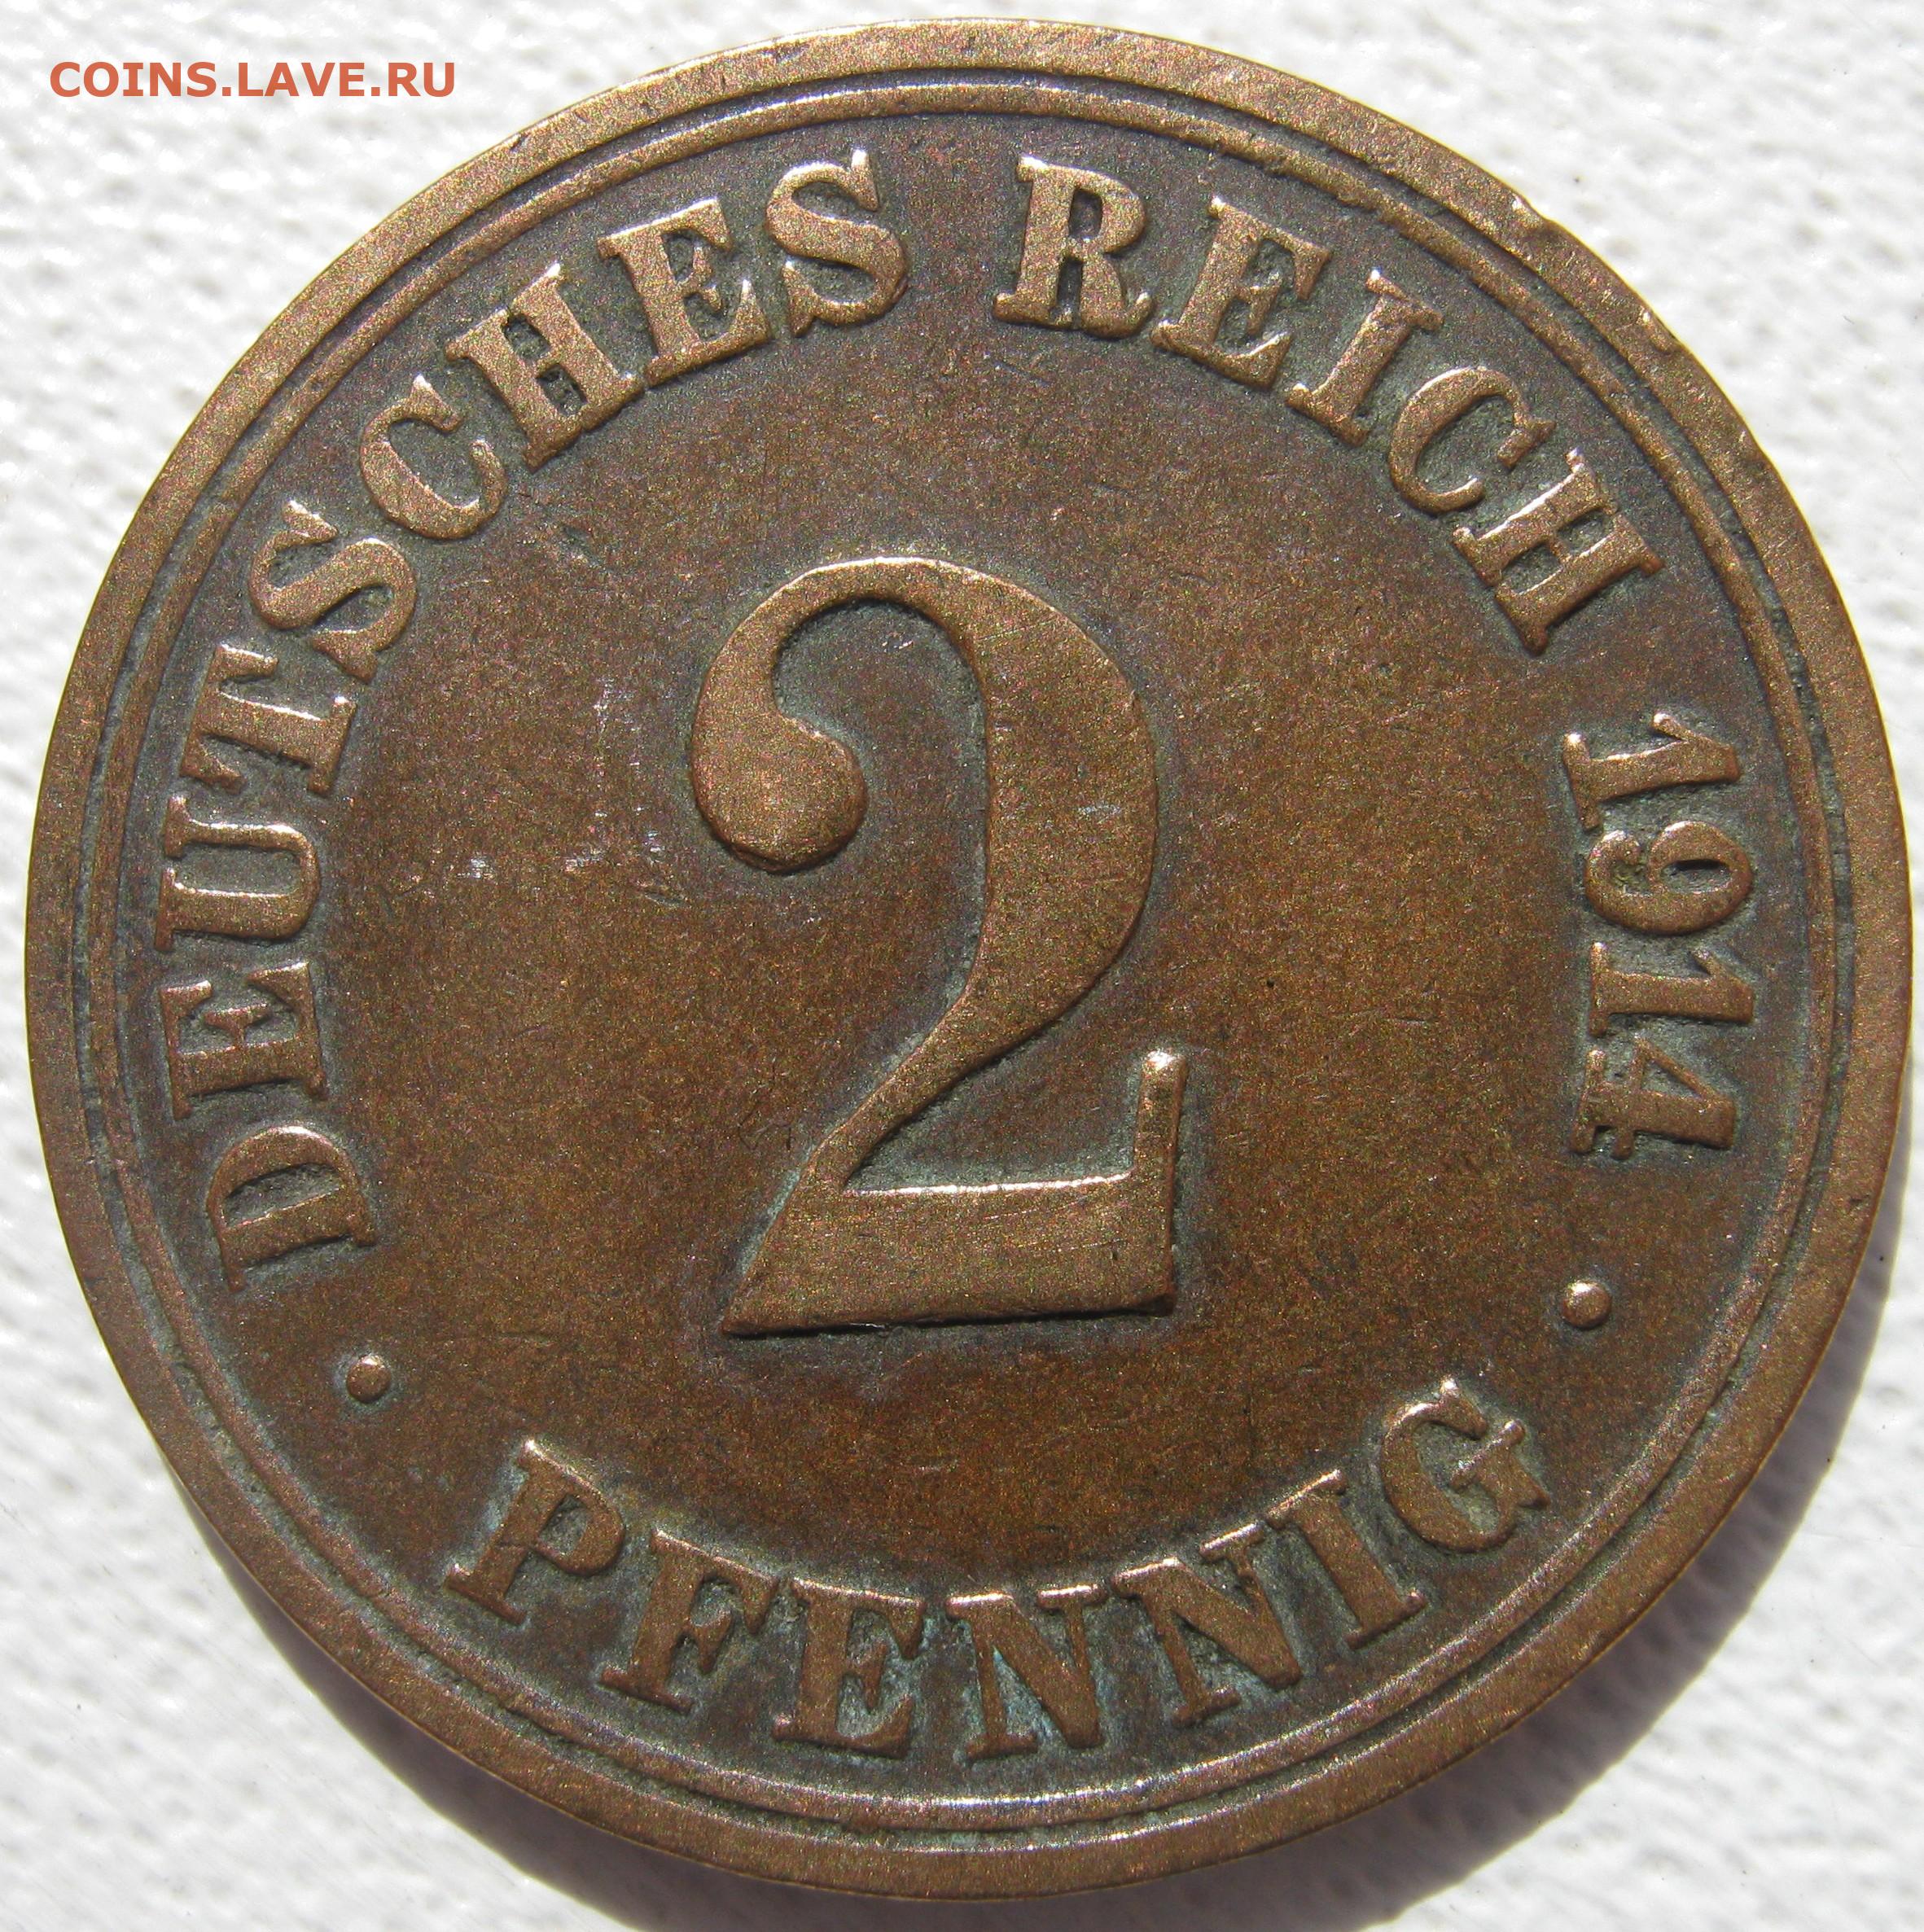 COINS.LAVE.RU
DEUTSCHES REICH 1914
2
· PFENNIG ·